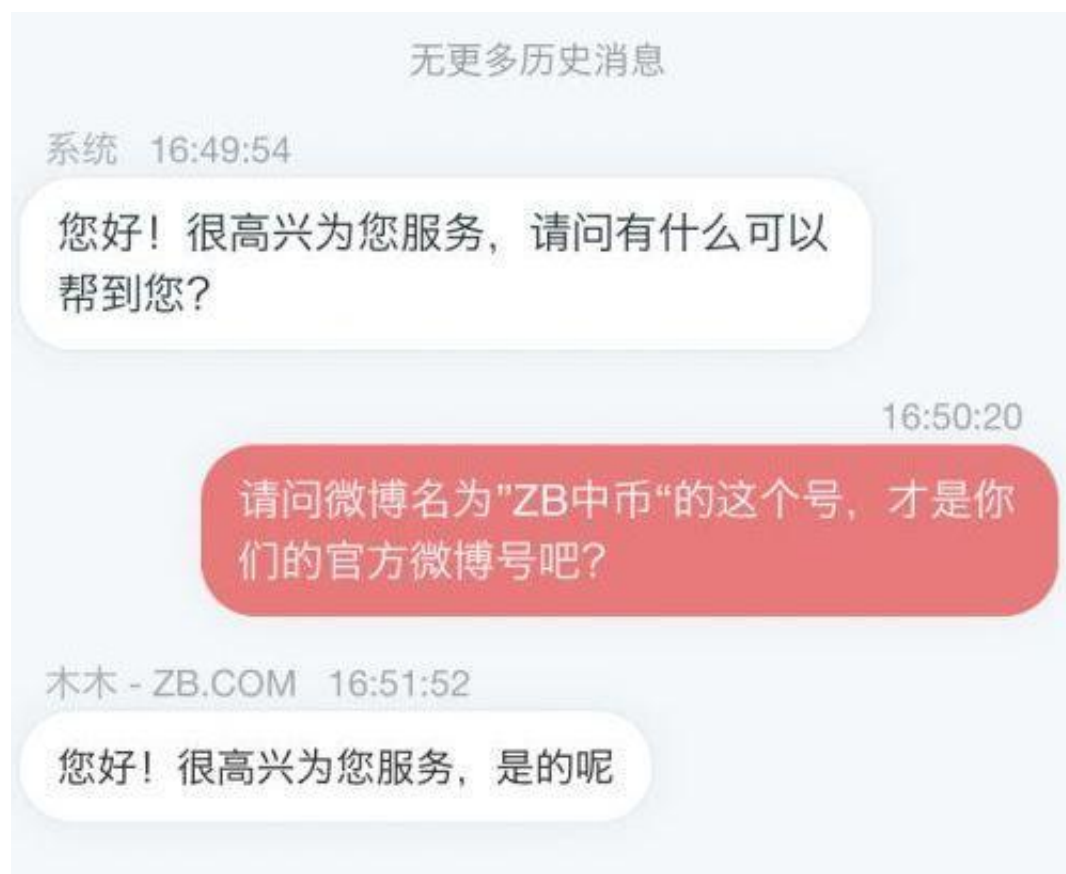 无更多历史消息
系统 16:49:54
您好！很高兴为您服务，请问有什么可以
帮到您？
16:50:20
请问微博名为”ZB中币“的这个号，才是你
们的官方微博号吧？
木木 - ZB.COM 16:51:52
您好！很高兴为您服务，是的呢